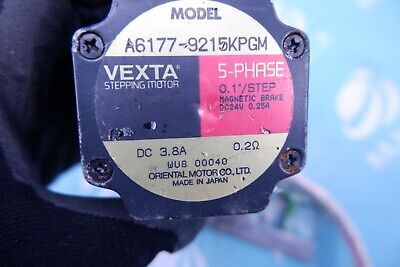 MODEL
A6177-9215KPGM
VEXTA®
STEPPING MOTOR
5-PHASE
0.1°/STEP
MAGNETIC BRAKE
DC24V 0.25A
DC 3.8A 0.2Ω
WU8 00040
ORIENTAL MOTOR CO., LTD.
MADE IN JAPAN